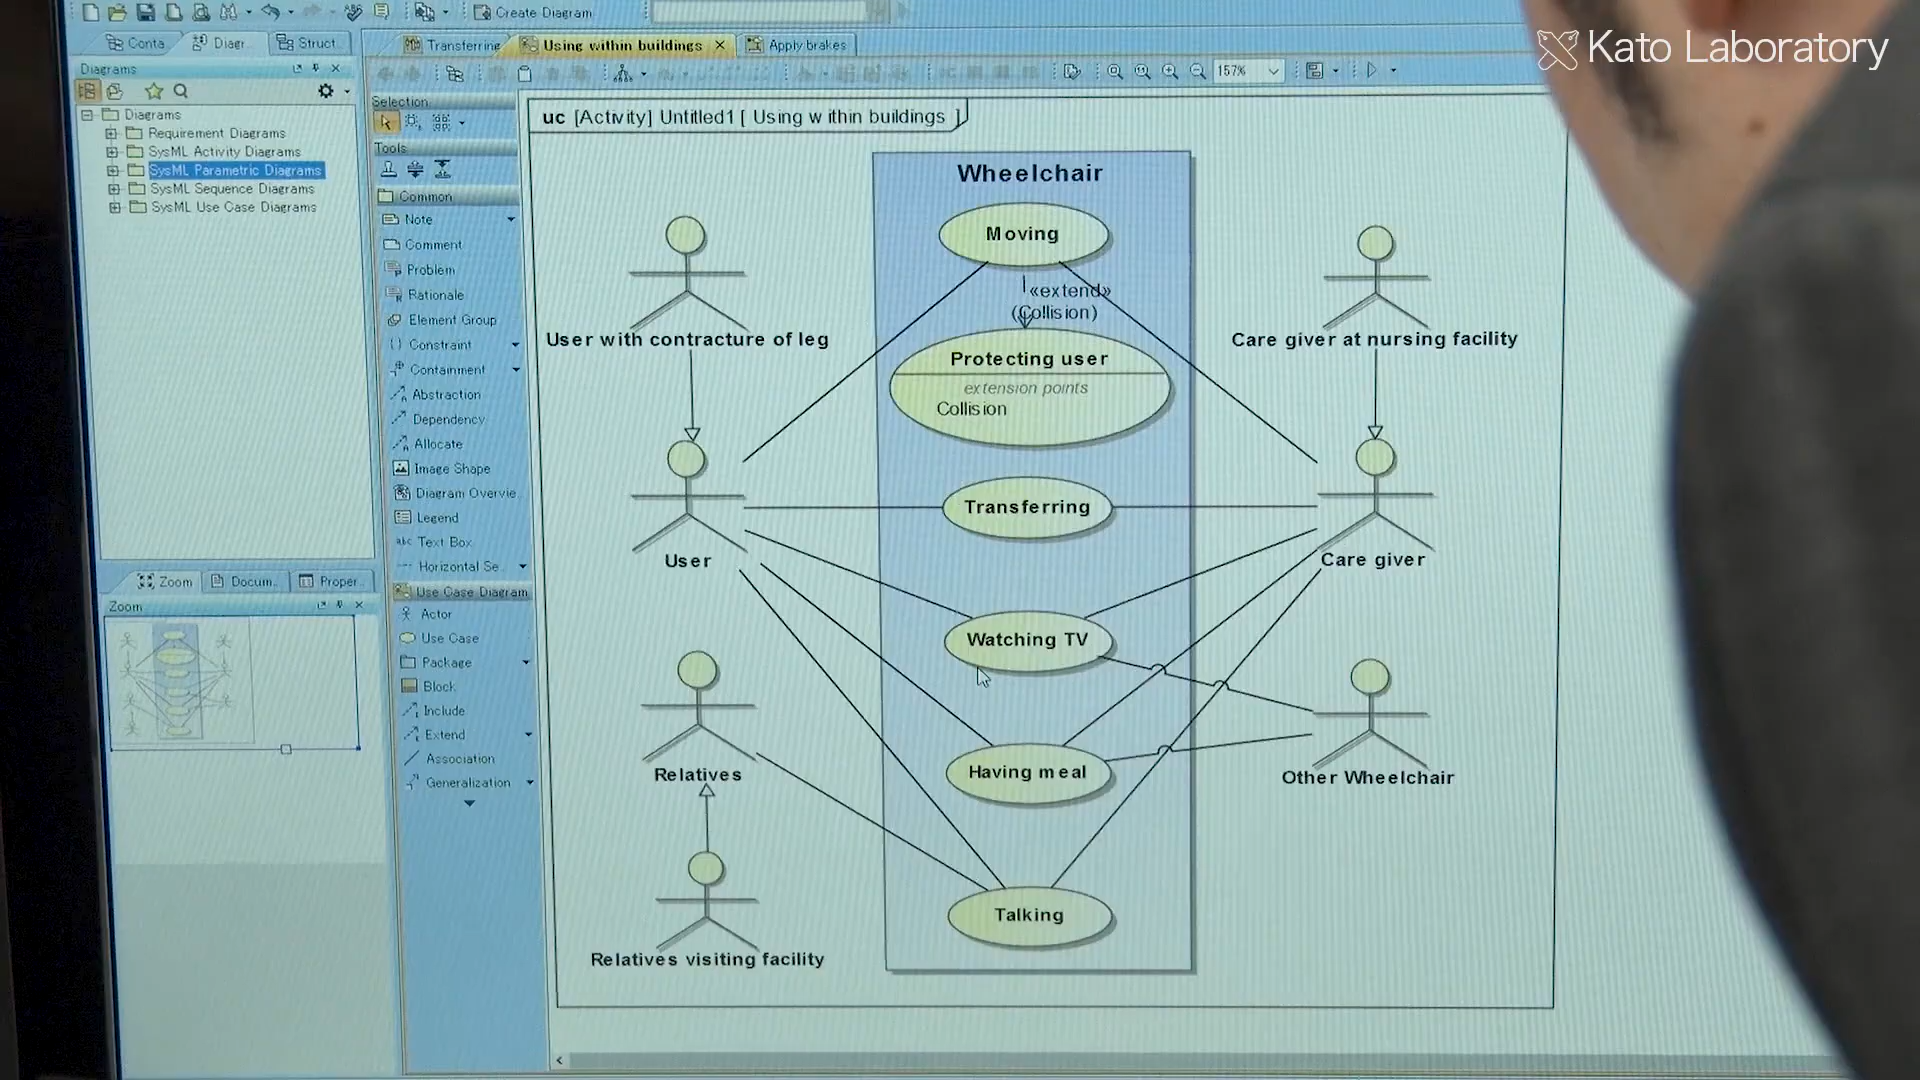 Create Diagram
Kato Laboratory
Conta
Diagr
Struct
Transferring
Using within buildings
Apply brakes
Diagrams
157%
Diagrams
Requirement Diagrams
SysML Activity Diagrams
SysML Parametric Diagrams
SysML Sequence Diagrams
SysML Use Case Diagrams
Selection
Tools
Common
Note
Comment
Problem
Rationale
Element Group
Constraint
Containment
Abstraction
Dependency
Allocate
Image Shape
Diagram Overvie
Legend
Text Box
Horizontal Se
Use Case Diagram
Actor
Use Case
Package
Block
Include
Extend
Association
Generalization
Zoom
Docum
Proper
Zoom
uc [Activity] Untitled1 [ Using within buildings ]
Wheelchair
Moving
«extend»
(Collision)
User with contracture of leg
Care giver at nursing facility
Protecting user
extension points
Collision
Transferring
User
Care giver
Watching TV
Relatives
Having meal
Other Wheelchair
Talking
Relatives visiting facility